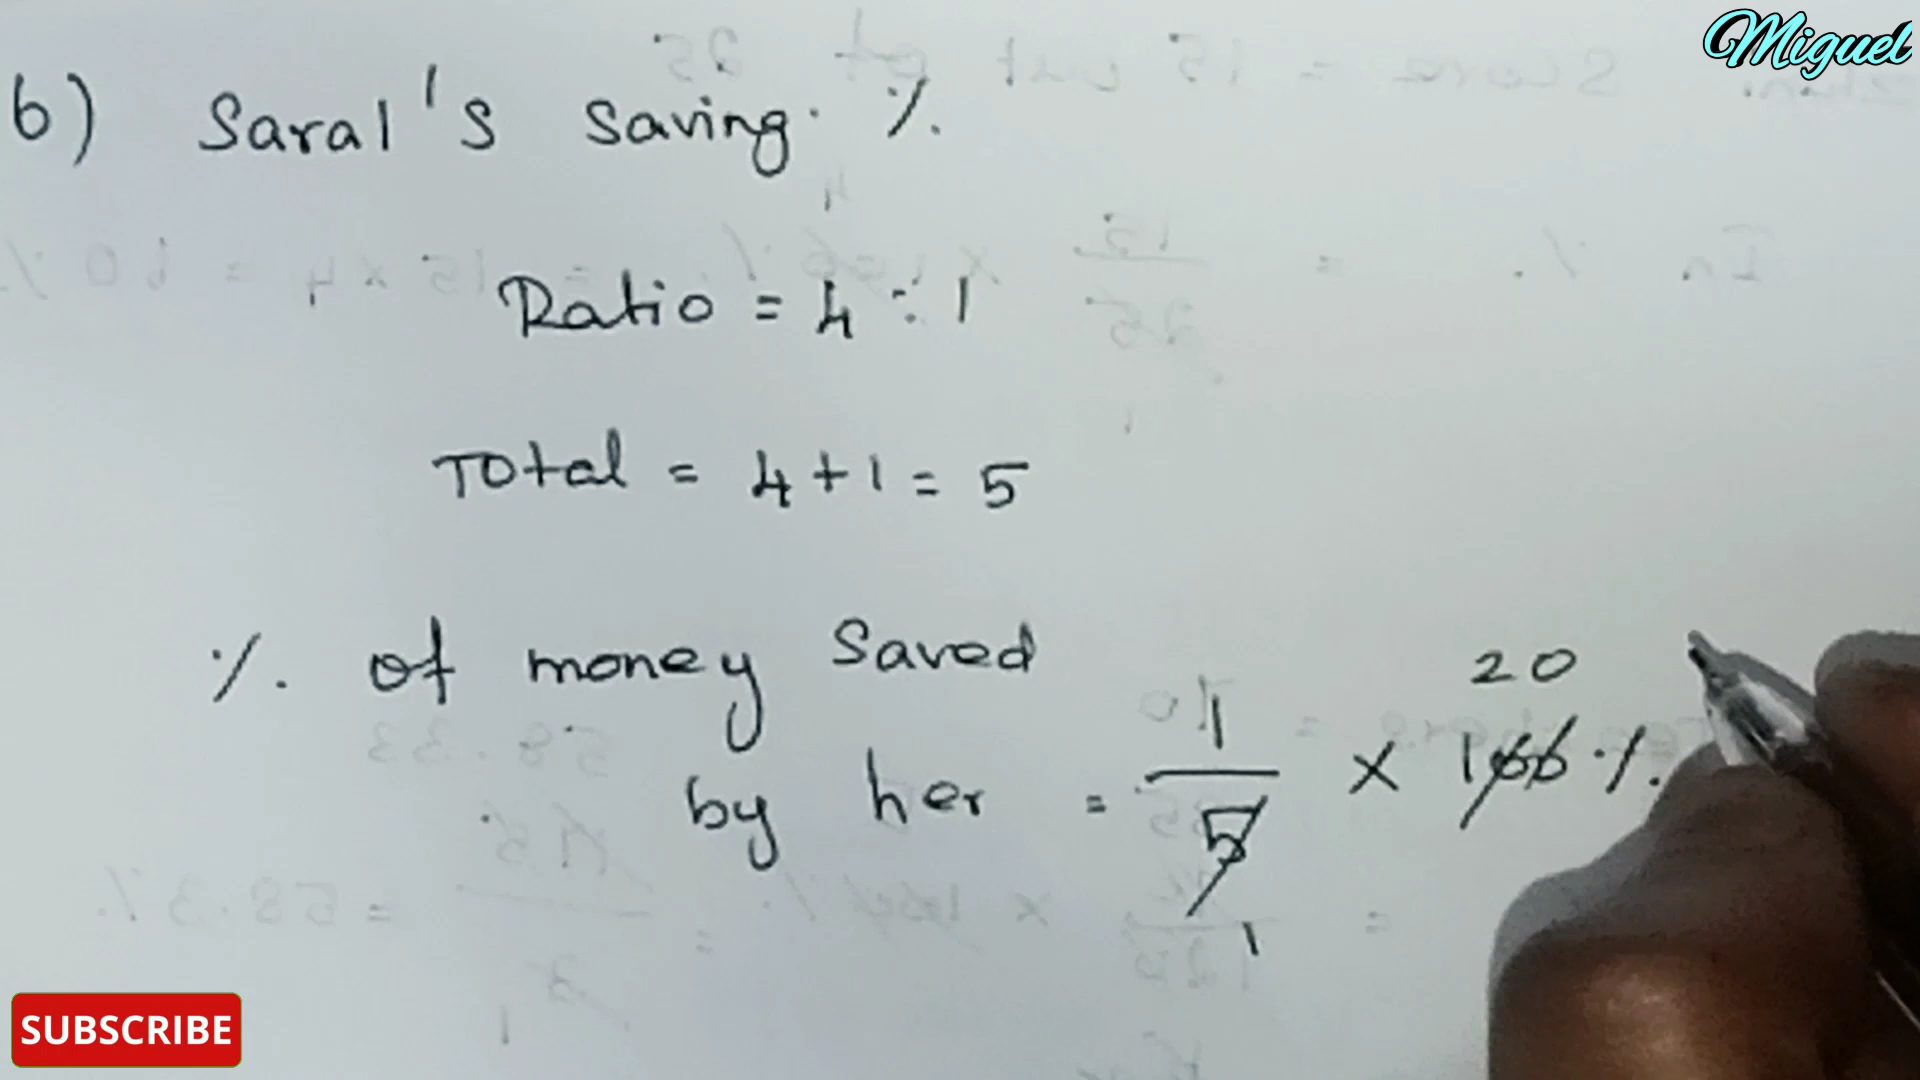 Miguel
b) Saral's saving %.
Ratio = 4 : 1
Total = 4 + 1 = 5
%. of money saved
20
by her = 1/5 × 100 %.
1
SUBSCRIBE